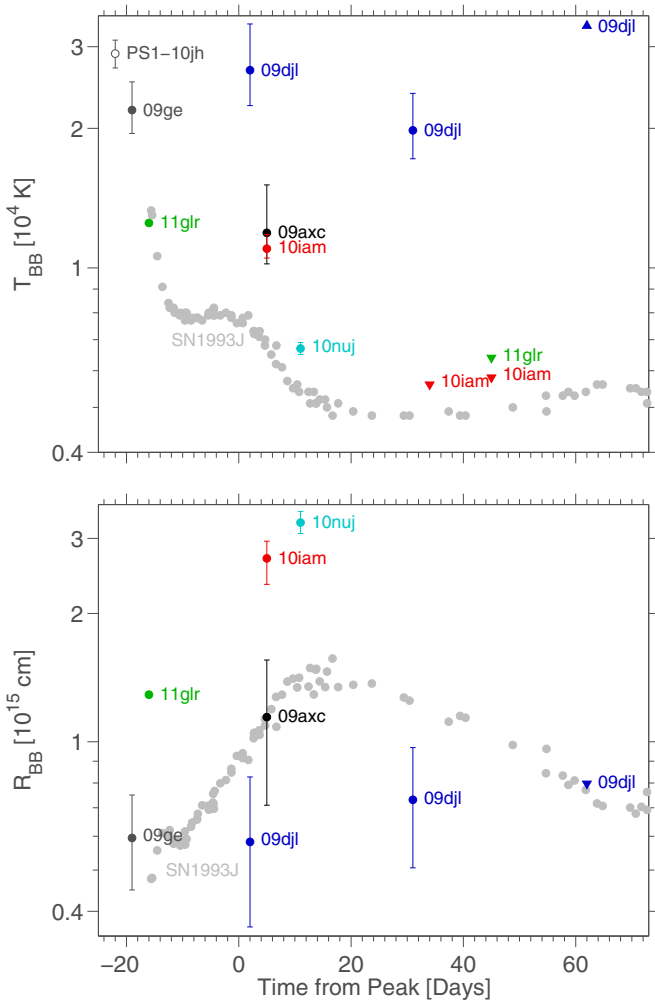 3
2
1
0.4
T_BB [10^4 K]
PS1−10jh
09ge
09djl
09djl
09djl
11glr
09axc
10iam
SN1993J
10nuj
11glr
10iam
10iam
3
2
1
0.4
R_BB [10^15 cm]
10nuj
10iam
11glr
09axc
09djl
09djl
09ge
09djl
SN1993J
−20 0 20 40 60
Time from Peak [Days]